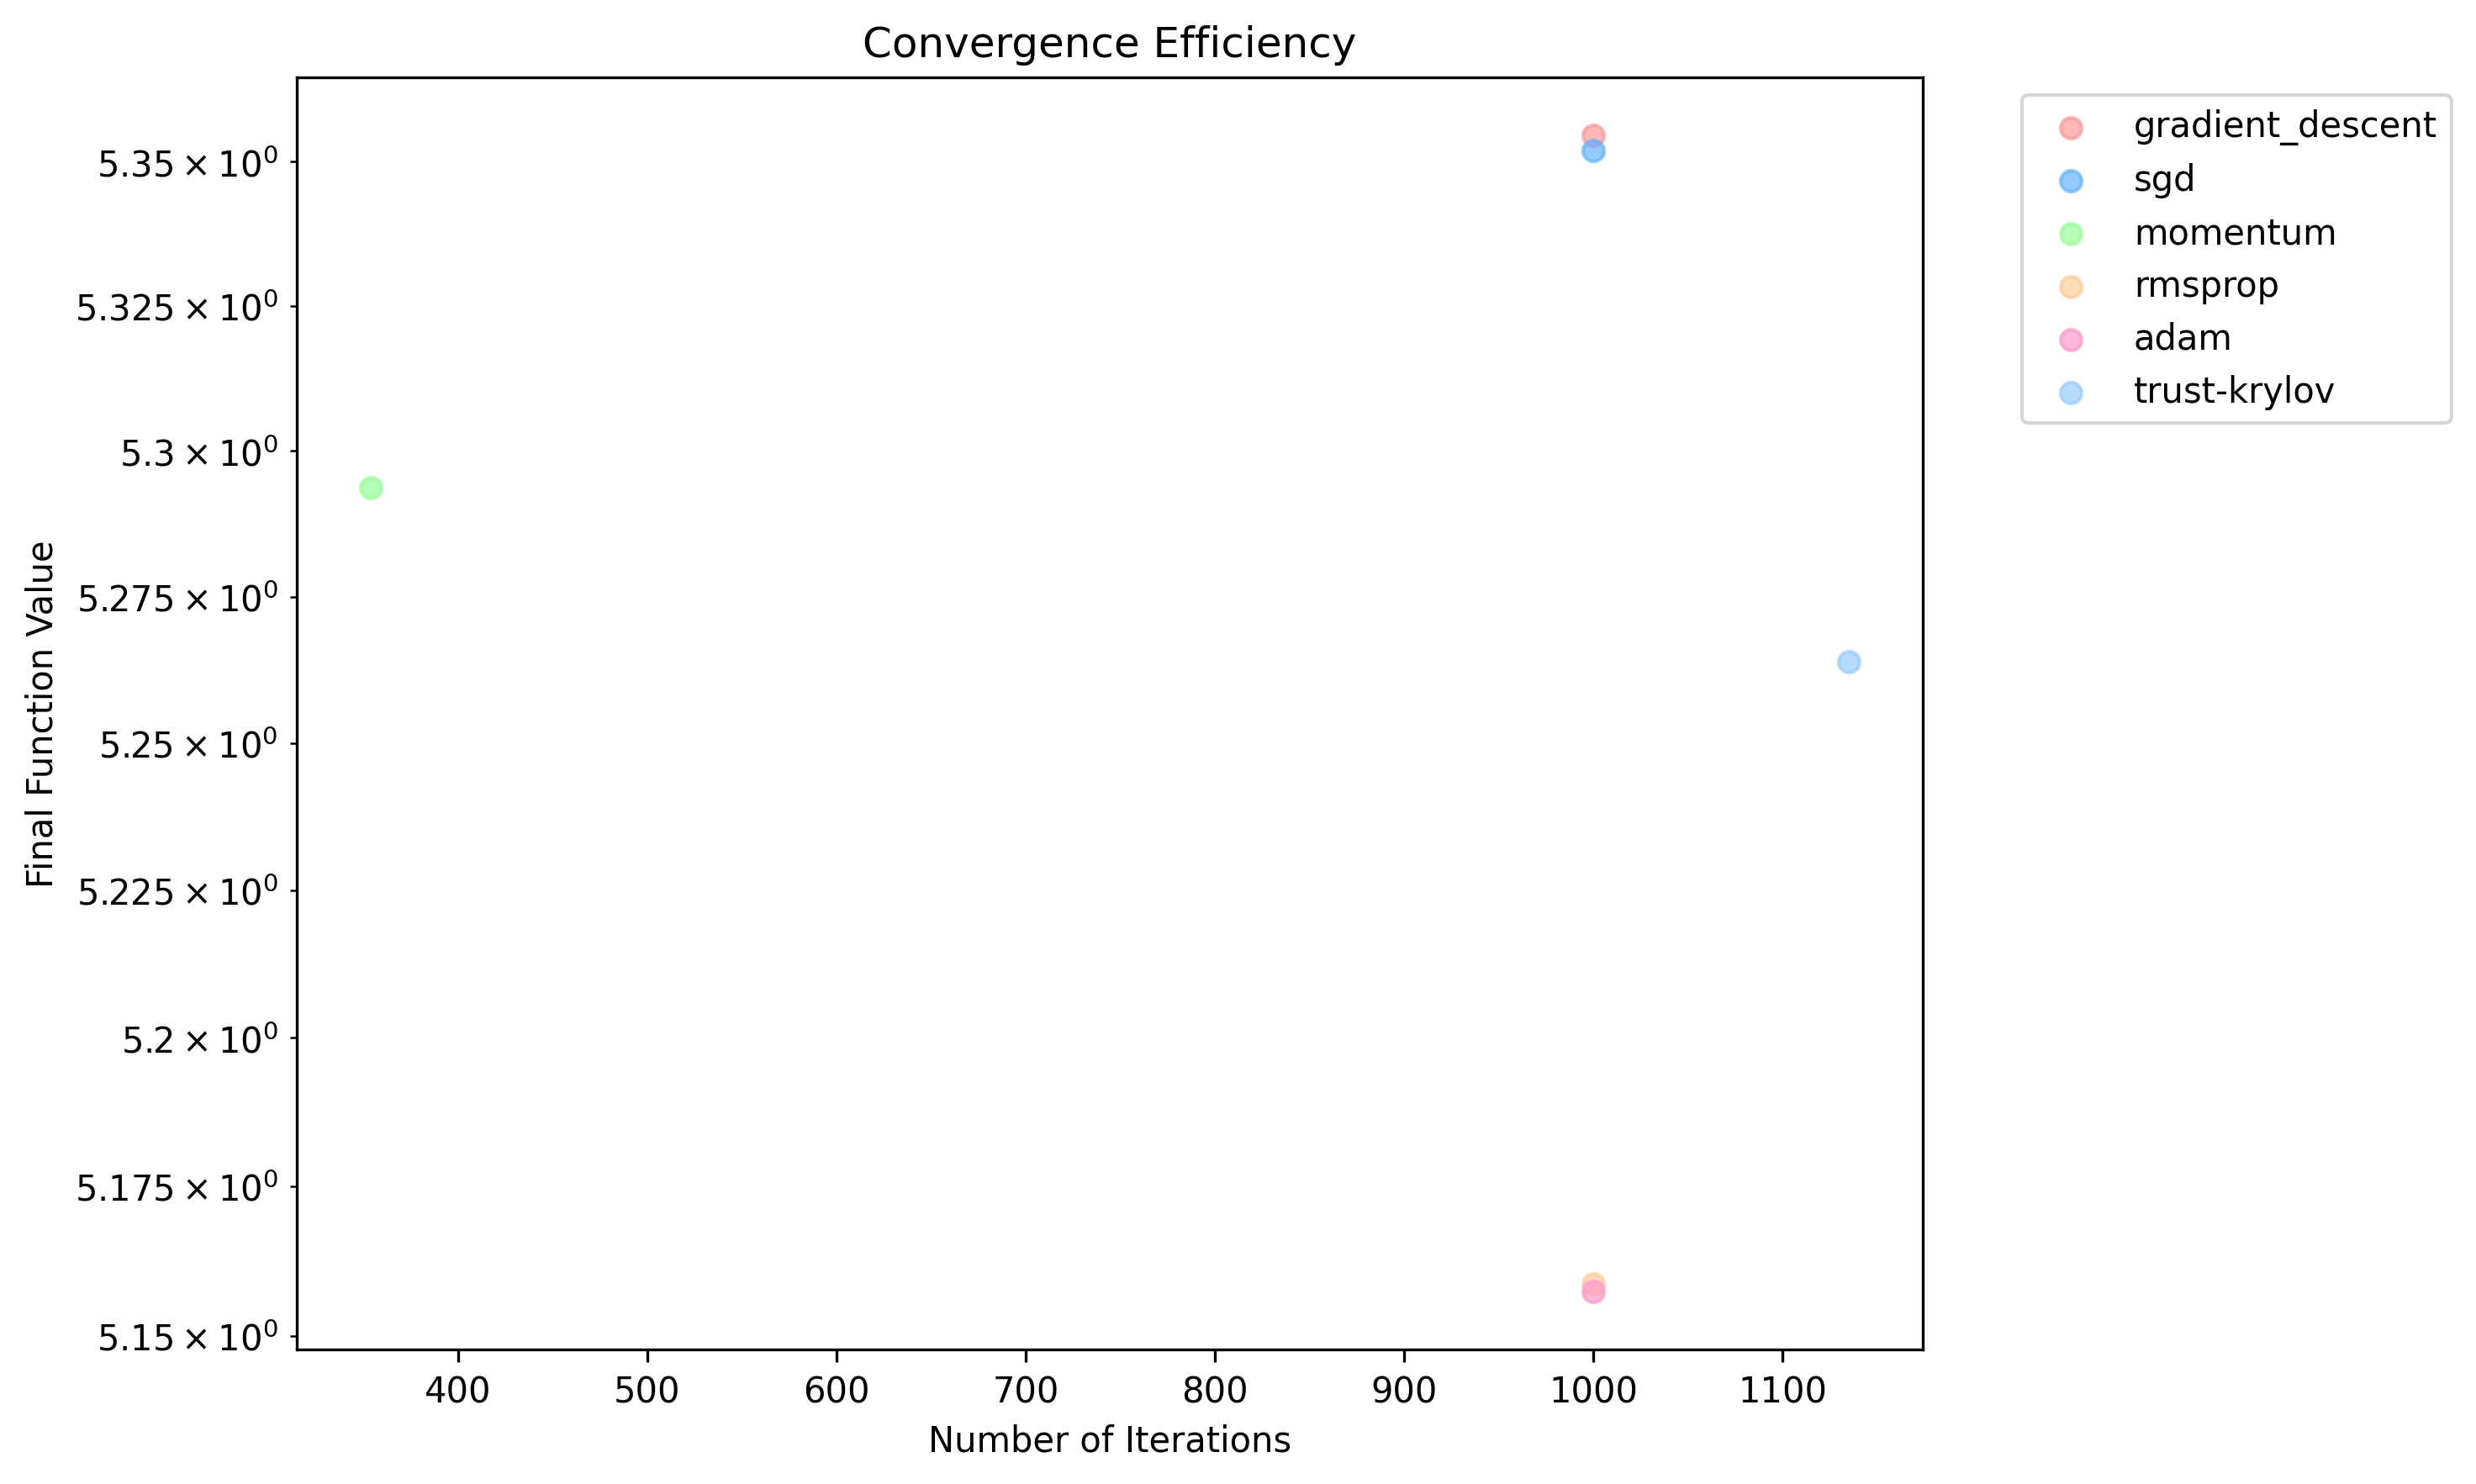 Convergence Efficiency
5.35 × 10⁰
5.325 × 10⁰
5.3 × 10⁰
5.275 × 10⁰
5.25 × 10⁰
5.225 × 10⁰
5.2 × 10⁰
5.175 × 10⁰
5.15 × 10⁰
Final Function Value
400 500 600 700 800 900 1000 1100
Number of Iterations
gradient_descent
sgd
momentum
rmsprop
adam
trust-krylov